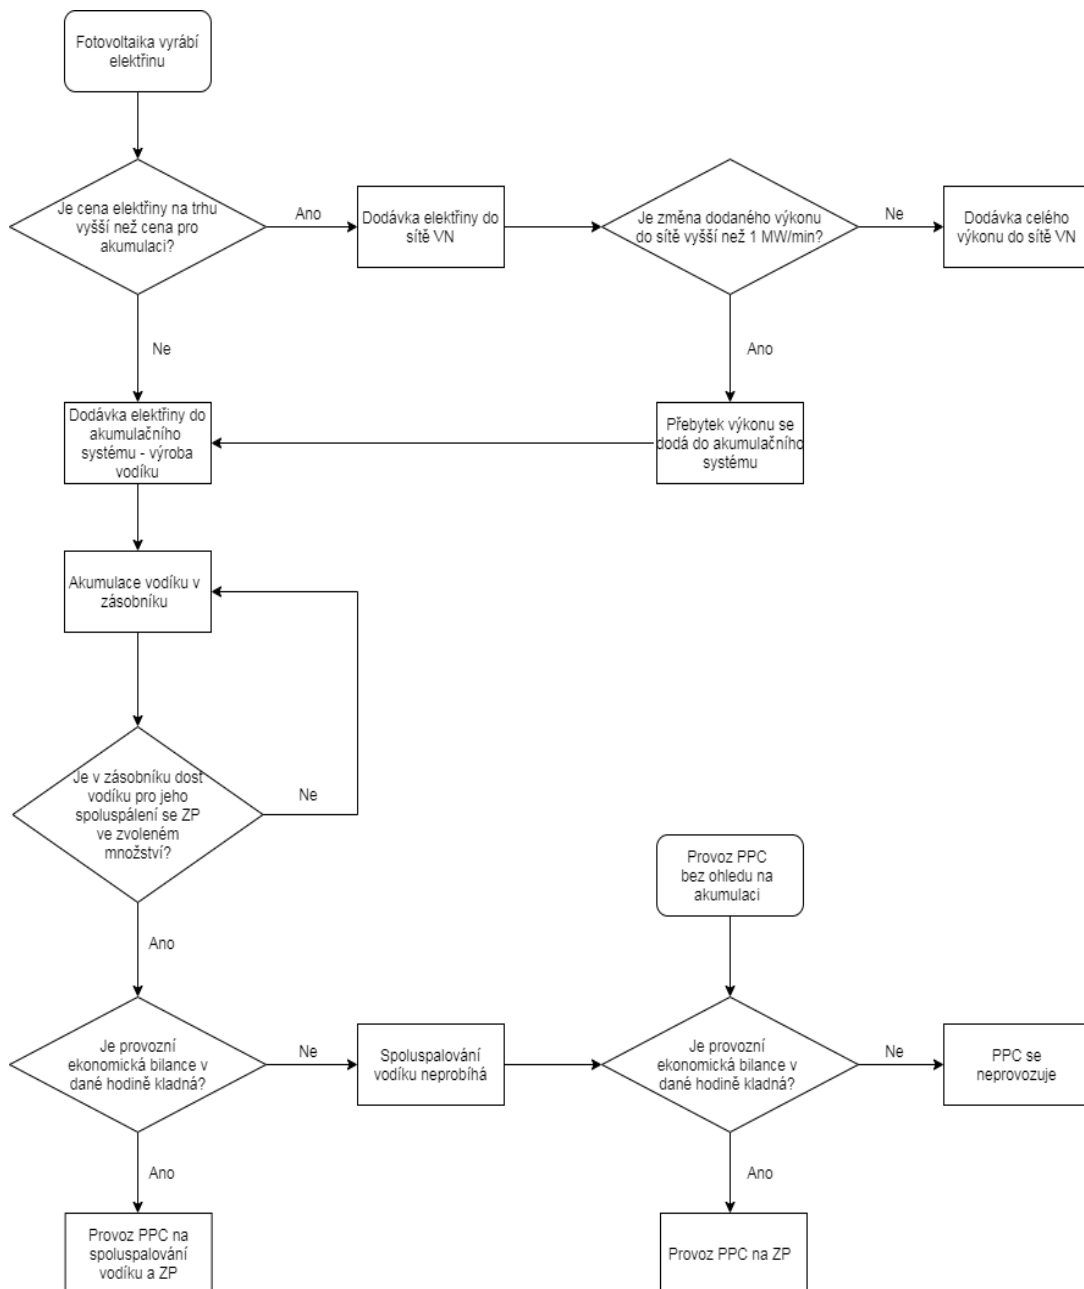 Fotovoltaika vyrábí
elektřinu
Je cena elektřiny na trhu
vyšší než cena pro
akumulaci?
Ano
Dodávka elektřiny do
sítě VN
Je změna dodaného výkonu
do sítě vyšší než 1 MW/min?
Ne
Dodávka celého
výkonu do sítě VN
Ne
Ano
Dodávka elektřiny do
akumulačního
systému - výroba
vodíku
Přebytek výkonu se
dodá do akumulačního
systému
Akumulace vodíku v
zásobníku
Je v zásobníku dost
vodíku pro jeho
spoluspálení se ZP
ve zvoleném
množství?
Ne
Provoz PPC
bez ohledu na
akumulaci
Ano
Je provozní
ekonomická bilance v
dané hodině kladná?
Ne
Spoluspalování
vodíku neprobíhá
Je provozní
ekonomická bilance v
dané hodině kladná?
Ne
PPC se
neprovozuje
Ano
Ano
Provoz PPC na
spoluspalování
vodíku a ZP
Provoz PPC na ZP